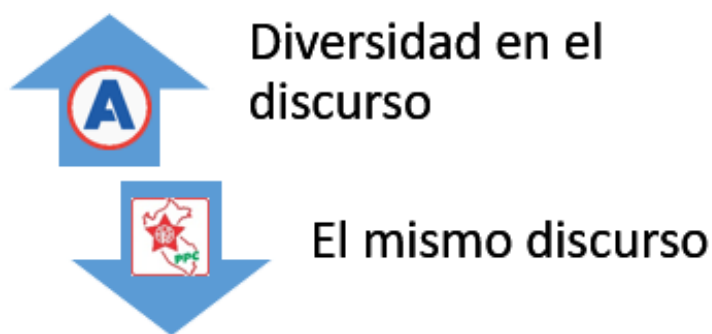 Diversidad en el
discurso
A
PPC
El mismo discurso